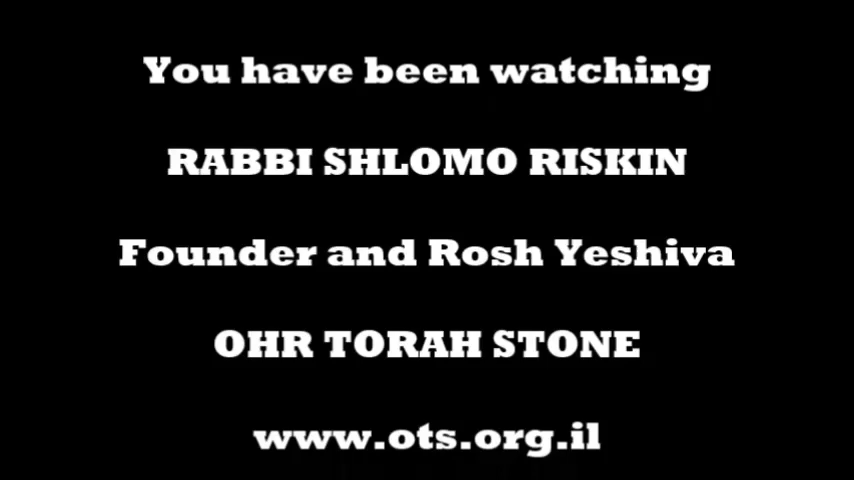 You have been watching
RABBI SHLOMO RISKIN
Founder and Rosh Yeshiva
OHR TORAH STONE
www.ots.org.il